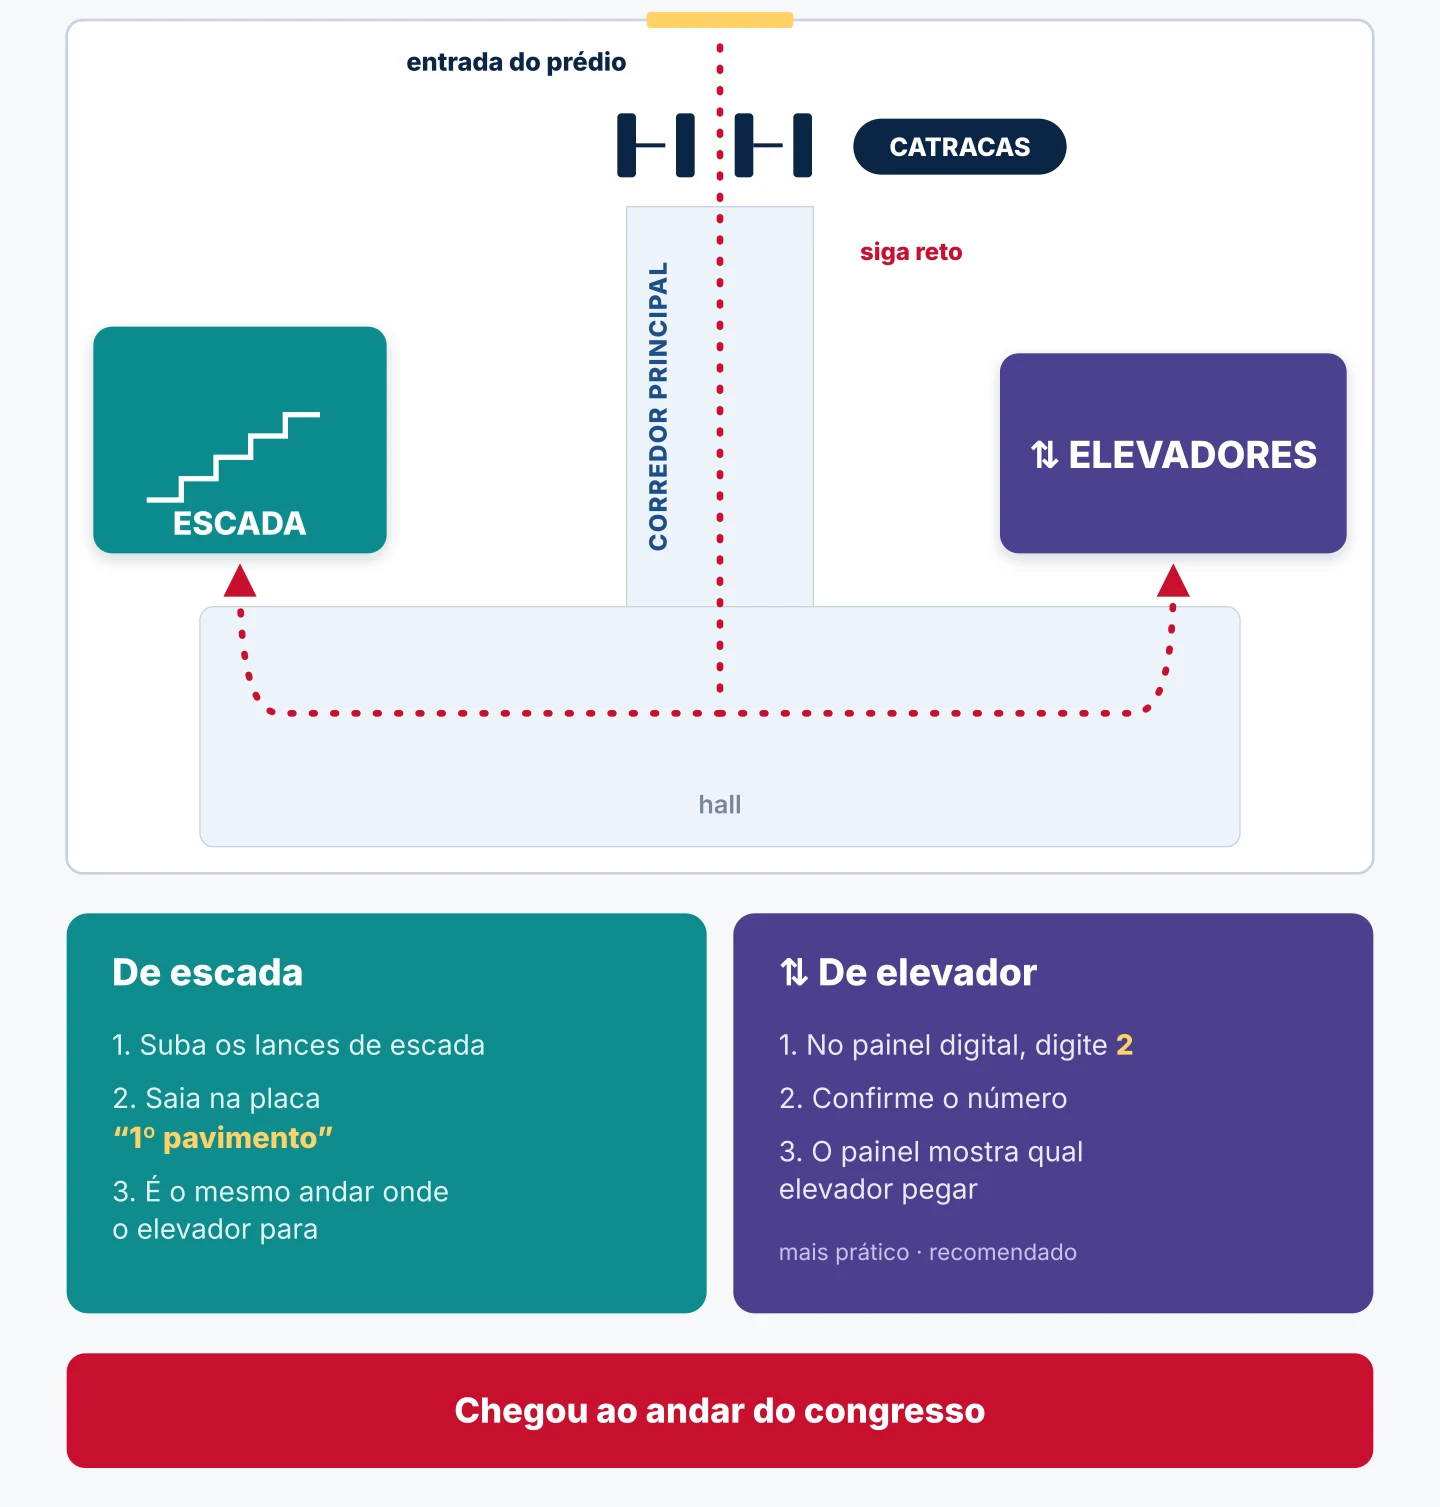 entrada do prédio
CATRACAS
siga reto
CORREDOR PRINCIPAL
ESCADA
⇅ ELEVADORES
hall
De escada
1. Suba os lances de escada
2. Saia na placa
“1º pavimento”
3. É o mesmo andar onde
o elevador para
⇅ De elevador
1. No painel digital, digite 2
2. Confirme o número
3. O painel mostra qual
elevador pegar
mais prático · recomendado
Chegou ao andar do congresso